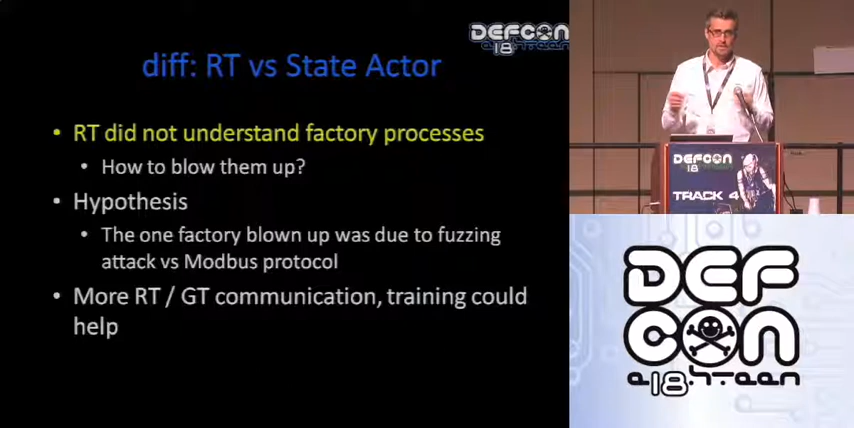 DEFCON
18
diff: RT vs State Actor
• RT did not understand factory processes
• How to blow them up?
• Hypothesis
• The one factory blown up was due to fuzzing
attack vs Modbus protocol
• More RT / GT communication, training could
help
DEFCON
18
TRACK 4
DEF
CON
e18hteen